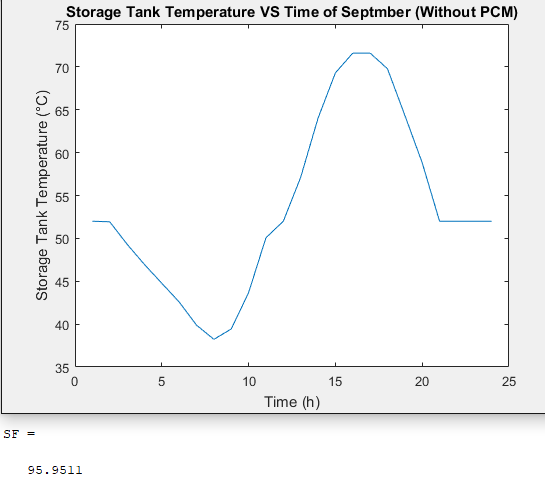 Storage Tank Temperature VS Time of Septmber (Without PCM)
75
70
65
60
55
50
45
40
35
Storage Tank Temperature (°C)
0 5 10 15 20 25
Time (h)
SF =
95.9511